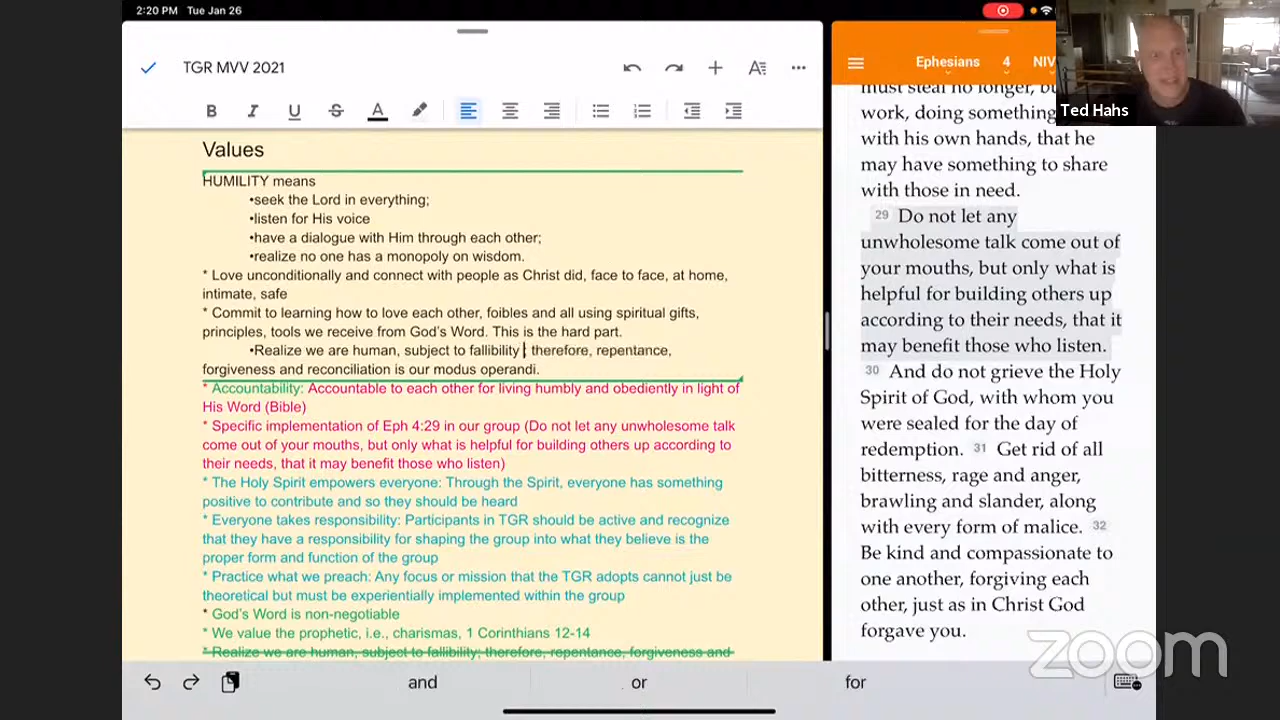 2:20 PM Tue Jan 26
TGR MVV 2021
B I U S A
Values
HUMILITY means
•seek the Lord in everything;
•listen for His voice
•have a dialogue with Him through each other;
•realize no one has a monopoly on wisdom.
* Love unconditionally and connect with people as Christ did, face to face, at home,
intimate, safe
* Commit to learning how to love each other, foibles and all using spiritual gifts,
principles, tools we receive from God's Word. This is the hard part.
•Realize we are human, subject to fallibility ; therefore, repentance,
forgiveness and reconciliation is our modus operandi.
* Accountability: Accountable to each other for living humbly and obediently in light of
His Word (Bible)
* Specific implementation of Eph 4:29 in our group (Do not let any unwholesome talk
come out of your mouths, but only what is helpful for building others up according to
their needs, that it may benefit those who listen)
* The Holy Spirit empowers everyone: Through the Spirit, everyone has something
positive to contribute and so they should be heard
* Everyone takes responsibility: Participants in TGR should be active and recognize
that they have a responsibility for shaping the group into what they believe is the
proper form and function of the group
* Practice what we preach: Any focus or mission that the TGR adopts cannot just be
theoretical but must be experientially implemented within the group
* God's Word is non-negotiable
* We value the prophetic, i.e., charismas, 1 Corinthians 12-14
* Realize we are human, subject to fallibility; therefore, repentance, forgiveness and
and or for
Ephesians 4 NIV
must steal no longer,
work, doing something
with his own hands, that he
may have something to share
with those in need.
29 Do not let any
unwholesome talk come out of
your mouths, but only what is
helpful for building others up
according to their needs, that it
may benefit those who listen.
30 And do not grieve the Holy
Spirit of God, with whom you
were sealed for the day of
redemption. 31 Get rid of all
bitterness, rage and anger,
brawling and slander, along
with every form of malice. 32
Be kind and compassionate to
one another, forgiving each
other, just as in Christ God
forgave you.
Ted Hahs
zoom